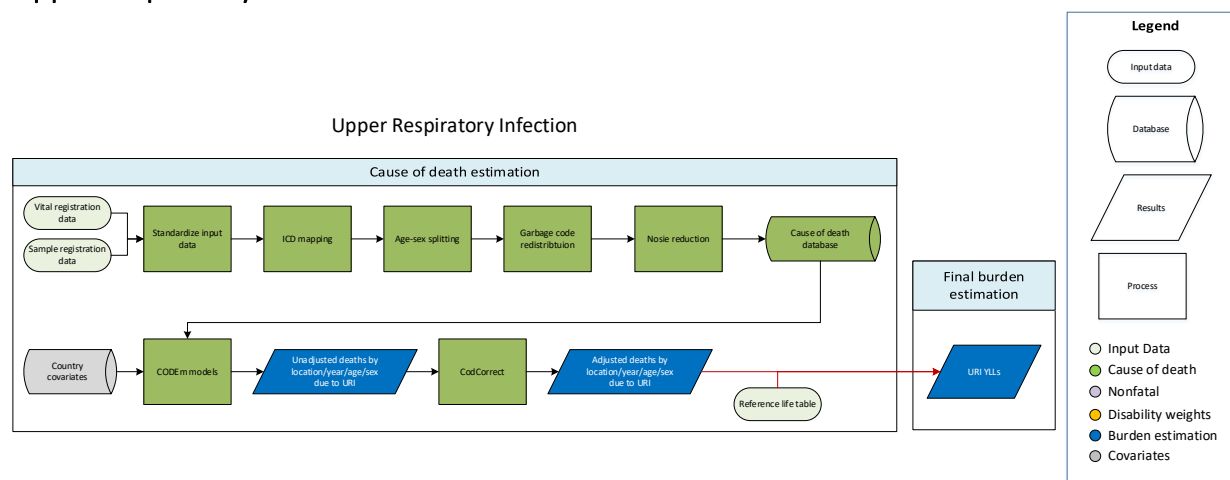 Legend
Input data
Database
Results
Process
Input Data
Cause of death
Nonfatal
Disability weights
Burden estimation
Covariates
Upper Respiratory Infection
Cause of death estimation
Vital registration
data
Sample registration
data
Standardize input
data
ICD mapping
Age-sex splitting
Garbage code
redistribtuion
Nosie reduction
Cause of death
database
Country
covariates
CODEm models
Unadjusted deaths by
location/year/age/sex
due to URI
CodCorrect
Adjusted deaths by
location/year/age/sex
due to URI
Reference life table
Final burden
estimation
URI YLLs